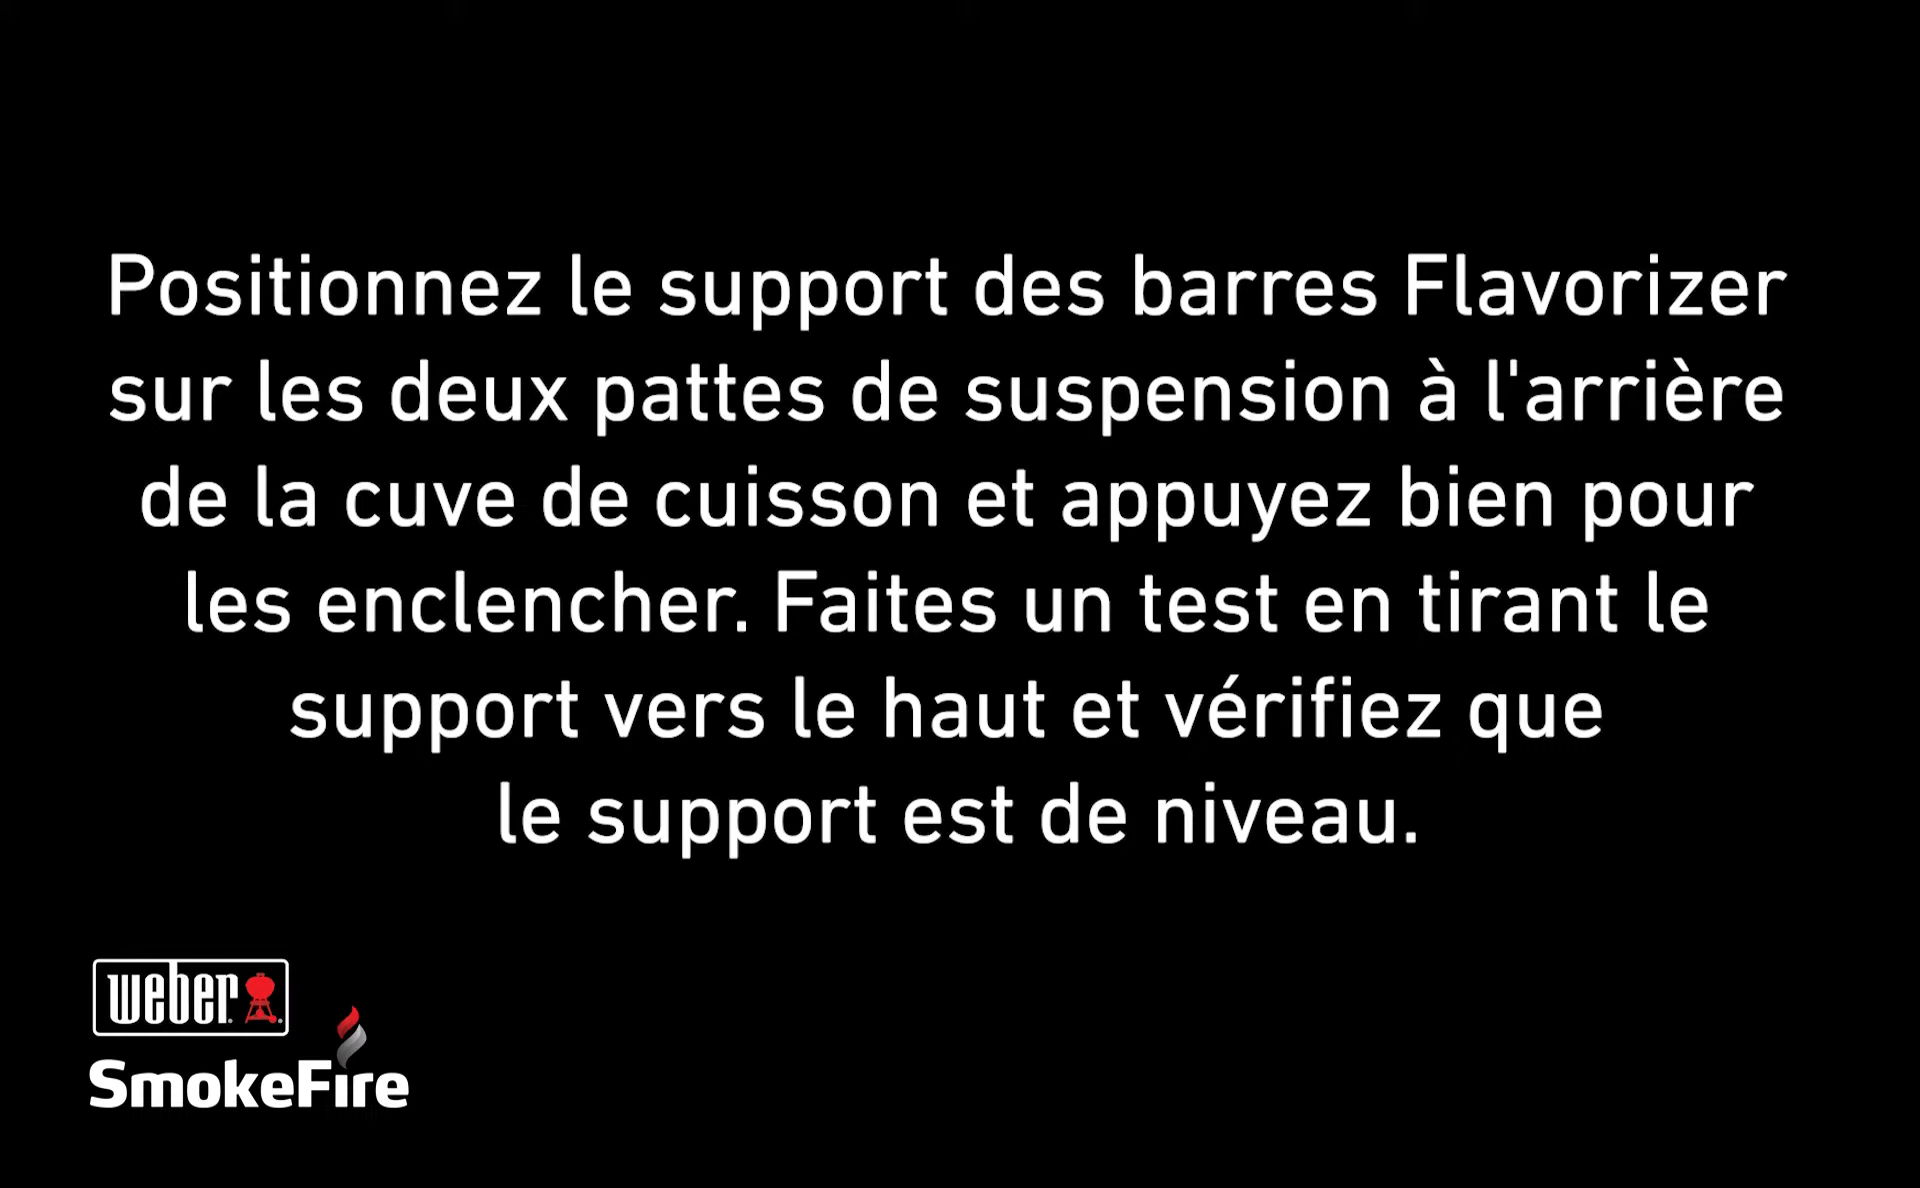 Positionnez le support des barres Flavorizer
sur les deux pattes de suspension à l'arrière
de la cuve de cuisson et appuyez bien pour
les enclencher. Faites un test en tirant le
support vers le haut et vérifiez que
le support est de niveau.
weber
SmokeFire